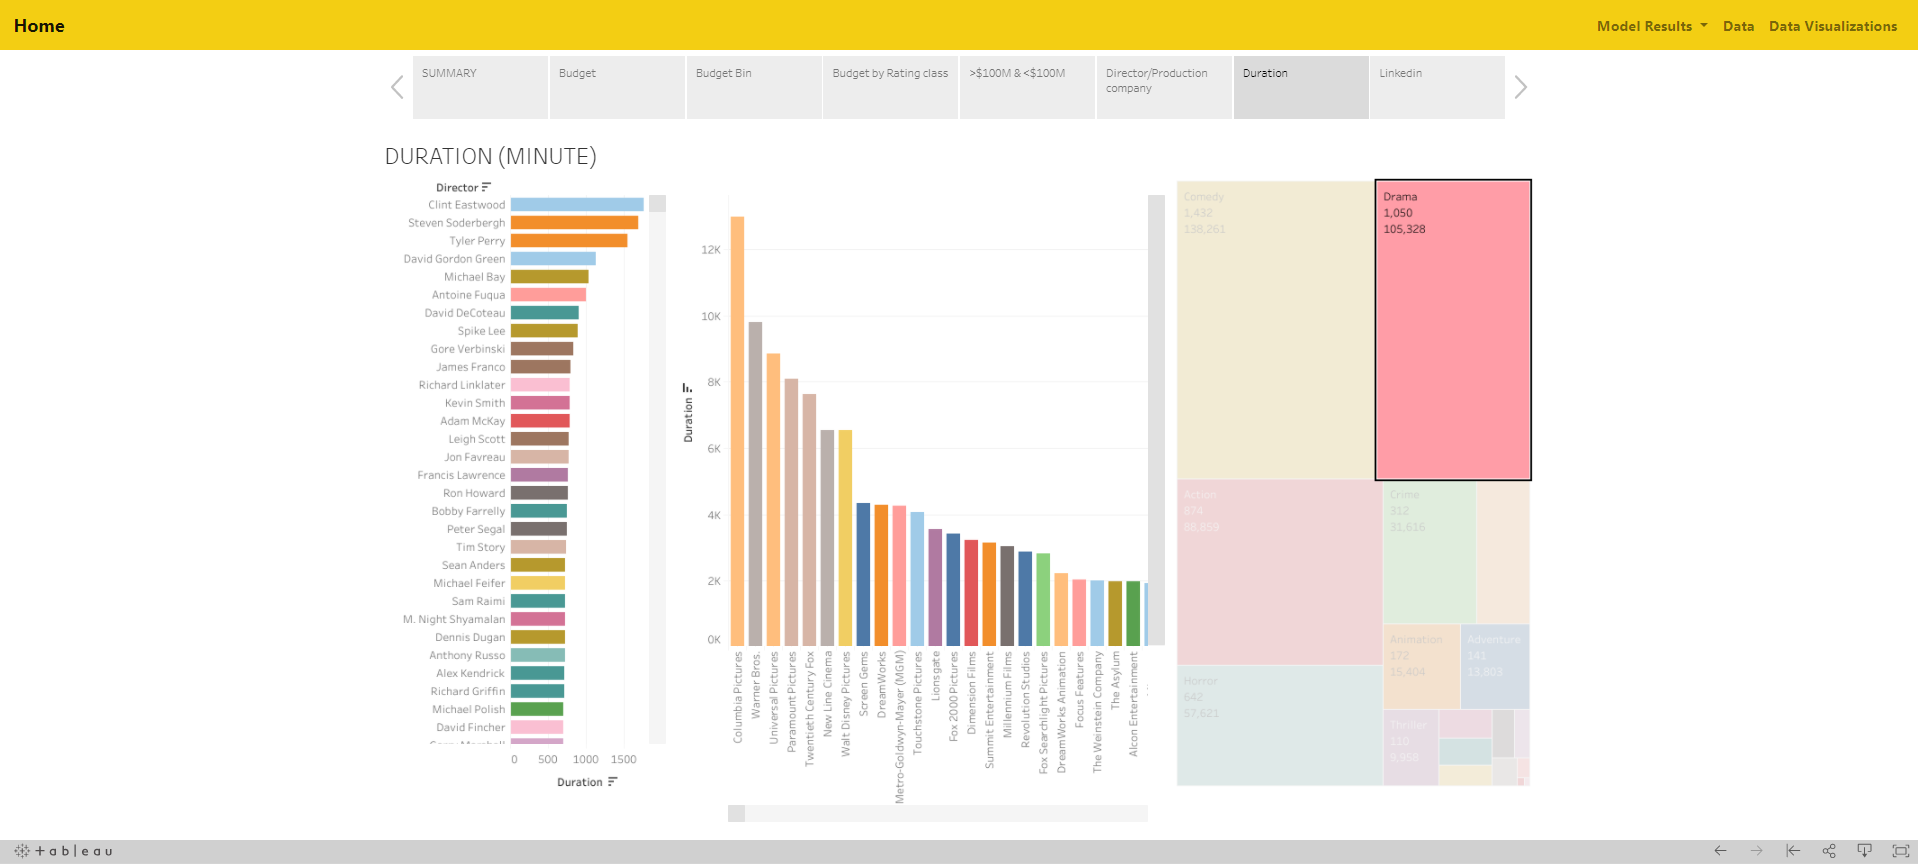 Home
Model Results
Data
Data Visualizations
SUMMARY
Budget
Budget Bin
Budget by Rating class
>$100M & <$100M
Director/Production
company
Duration
Linkedin
DURATION (MINUTE)
Director
Clint Eastwood
Steven Soderbergh
Tyler Perry
David Gordon Green
Michael Bay
Antoine Fuqua
David DeCoteau
Spike Lee
Gore Verbinski
James Franco
Richard Linklater
Kevin Smith
Adam McKay
Leigh Scott
Jon Favreau
Francis Lawrence
Ron Howard
Bobby Farrelly
Peter Segal
Tim Story
Sean Anders
Michael Feifer
Sam Raimi
M. Night Shyamalan
Dennis Dugan
Anthony Russo
Alex Kendrick
Richard Griffin
Michael Polish
David Fincher
0
500
1000
1500
Duration
Duration
12K
10K
8K
6K
4K
2K
0K
Columbia Pictures
Warner Bros.
Universal Pictures
Paramount Pictures
Twentieth Century Fox
New Line Cinema
Walt Disney Pictures
Screen Gems
DreamWorks
Metro-Goldwyn-Mayer (MGM)
Touchstone Pictures
Lionsgate
Fox 2000 Pictures
Dimension Films
Summit Entertainment
Millennium Films
Revolution Studios
Fox Searchlight Pictures
DreamWorks Animation
Focus Features
The Weinstein Company
The Asylum
Alcon Entertainment
Comedy
1,432
138,261
Drama
1,050
105,328
Action
874
88,859
Crime
312
31,616
Horror
642
57,621
Animation
172
15,404
Adventure
141
13,803
Thriller
110
9,958
+ableau